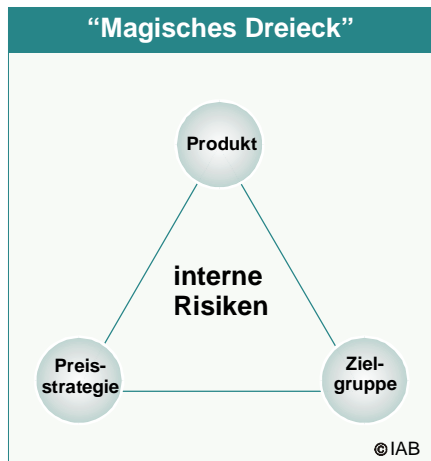 “Magisches Dreieck”
Produkt
interne
Risiken
Preis-
strategie
Ziel-
gruppe
©IAB